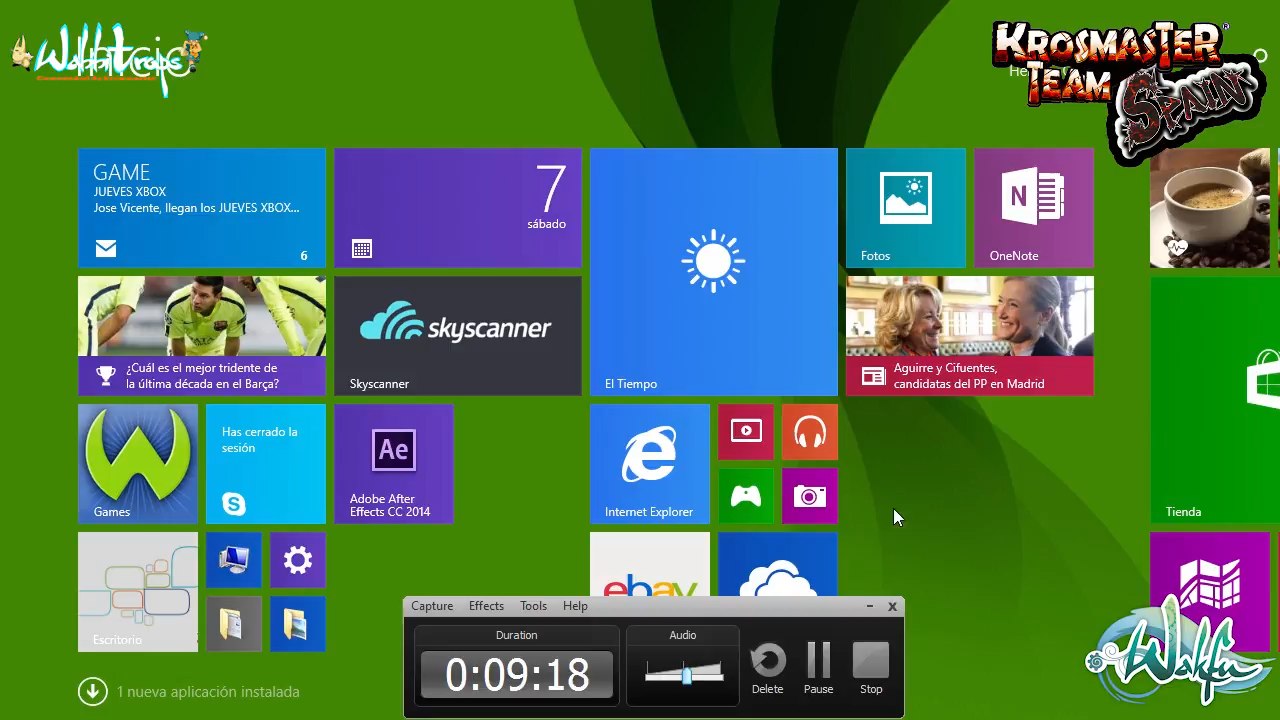 Wabbitraps
Inicio
KROSMASTER
TEAM
SPAIN
He
GAME
JUEVES XBOX
Jose Vicente, llegan los JUEVES XBOX...
6
7
sábado
El Tiempo
Fotos
N
OneNote
¿Cuál es el mejor tridente de
la última década en el Barça?
skyscanner
Skyscanner
Aguirre y Cifuentes,
candidatas del PP en Madrid
Games
Has cerrado la
sesión
S
Ae
Adobe After
Effects CC 2014
Internet Explorer
Tienda
Escritorio
ebay
Capture Effects Tools Help
Duration
0:09:18
Audio
Delete
Pause
Stop
Wakfu
1 nueva aplicación instalada